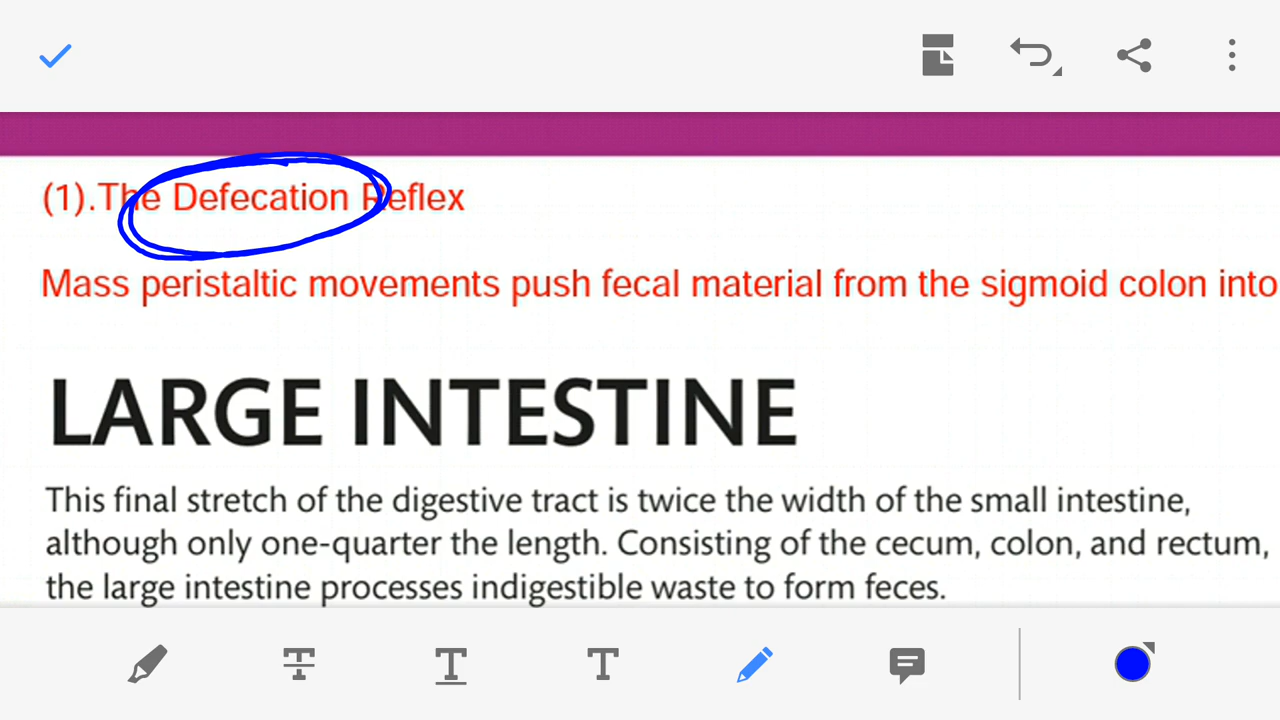 (1).The Defecation Reflex
Mass peristaltic movements push fecal material from the sigmoid colon into
LARGE INTESTINE
This final stretch of the digestive tract is twice the width of the small intestine,
although only one-quarter the length. Consisting of the cecum, colon, and rectum,
the large intestine processes indigestible waste to form feces.